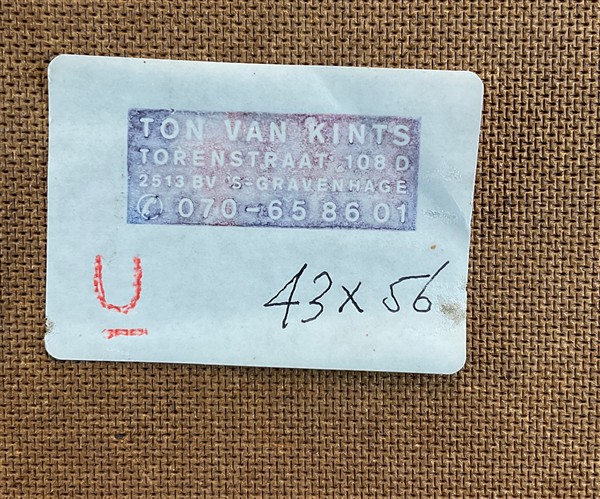 TON VAN KINTS
TORENSTRAAT 108 D
2513 BV 'S-GRAVENHAGE
✆ 070-65 86 01
U
43 x 56